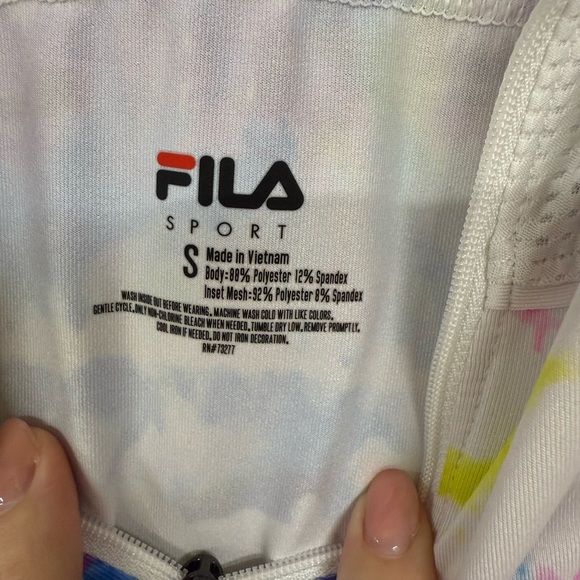 FILA
SPORT
S
Made in Vietnam
Body:88% Polyester 12% Spandex
Inset Mesh:92% Polyester 8% Spandex
WASH INSIDE OUT BEFORE WEARING. MACHINE WASH COLD WITH LIKE COLORS.
GENTLE CYCLE.ONLY NON-CHLORINE BLEACH WHEN NEEDED.TUMBLE DRY LOW. REMOVE PROMPTLY.
COOL IRON IF NEEDED. DO NOT IRON DECORATION.
RN#73277